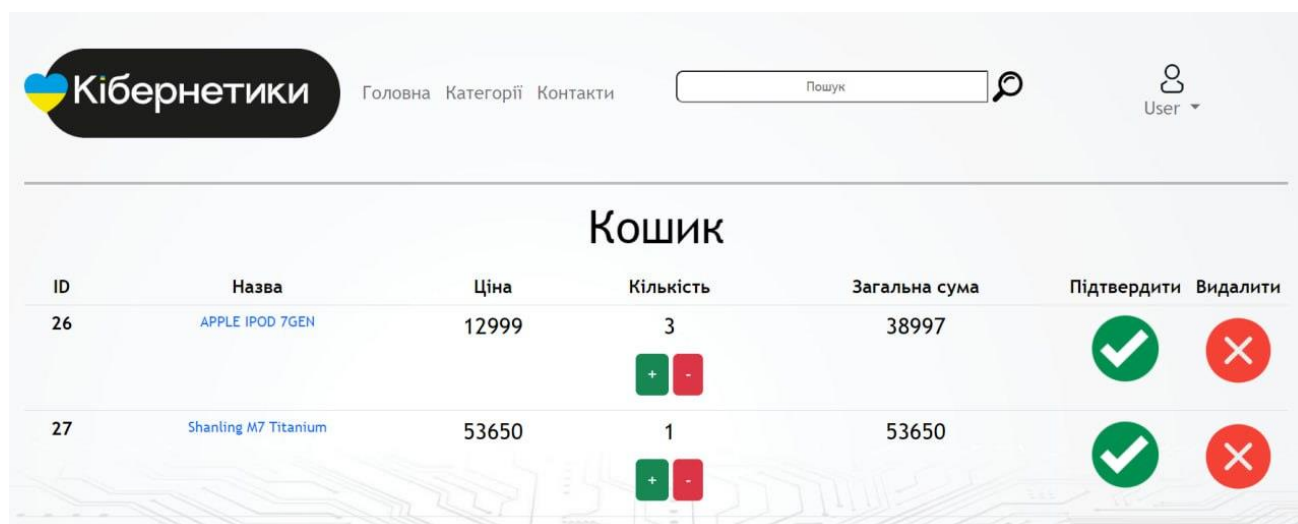 Кібернетики
Головна Категорії Контакти
Пошук
User
Кошик
ID Назва Ціна Кількість Загальна сума Підтвердити Видалити
26 APPLE IPOD 7GEN 12999 3 38997
+ -
27 Shanling M7 Titanium 53650 1 53650
+ -